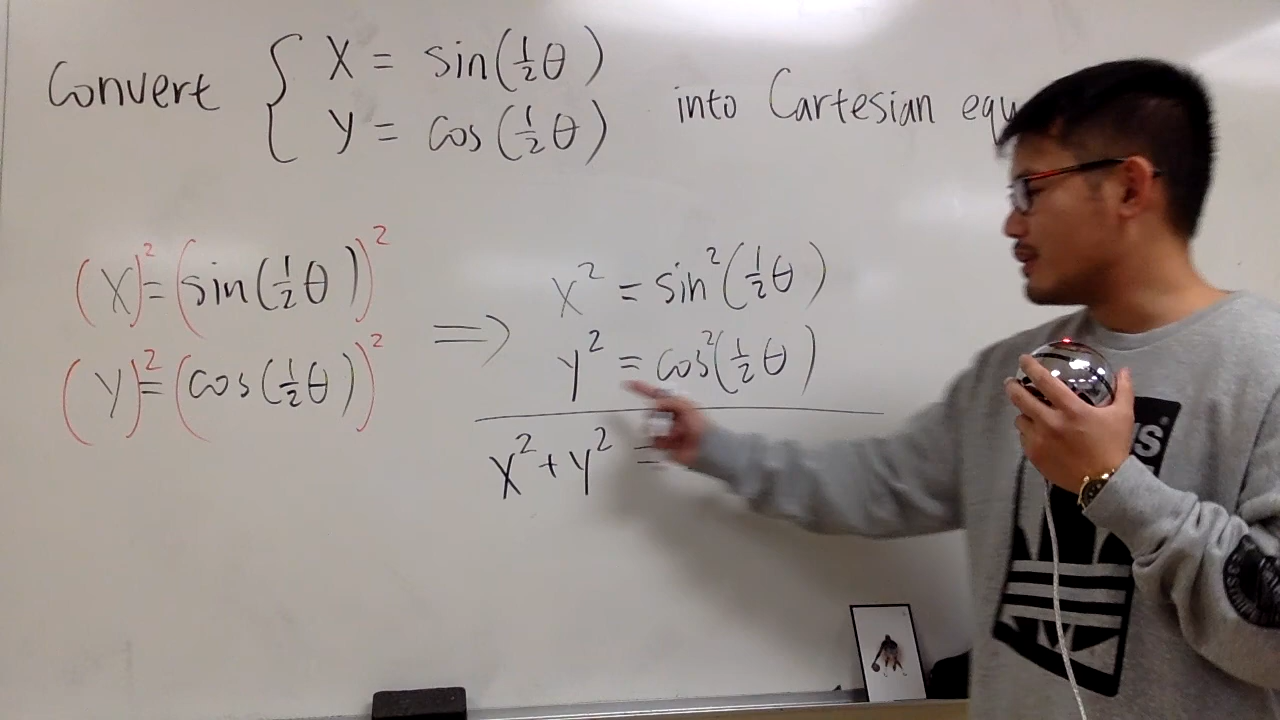 Convert { X = sin(½θ)
y = cos(½θ) into Cartesian equ
(X)² = (sin(½θ))²
(y)² = (cos(½θ))²
⇒
x² = sin²(½θ)
y² = cos²(½θ)
x² + y² =